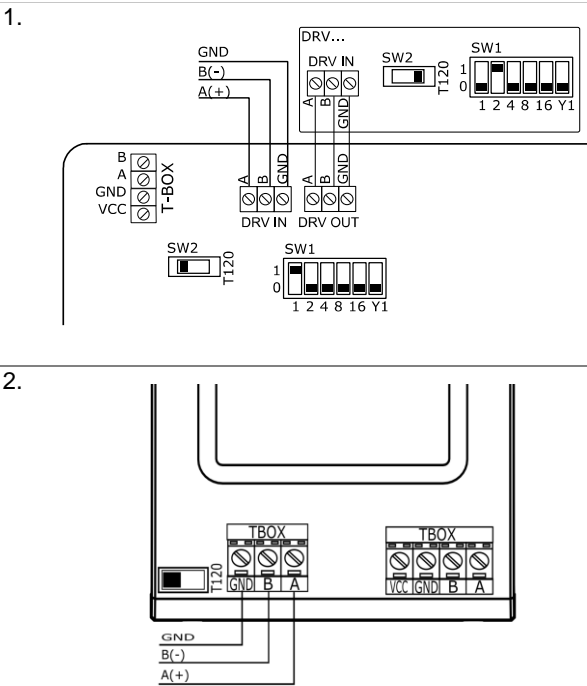 1.
GND
B(-)
A(+)
DRV...
DRV IN
A
B
GND
SW2
T120
SW1
1
0
1 2 4 8 16 Y1
B
A
GND
VCC
T-BOX
A
B
GND
DRV IN
A
B
GND
DRV OUT
SW2
T120
SW1
1
0
1 2 4 8 16 Y1
2.
T120
TBOX
GND B A
TBOX
VCC GND B A
GND
B(-)
A(+)